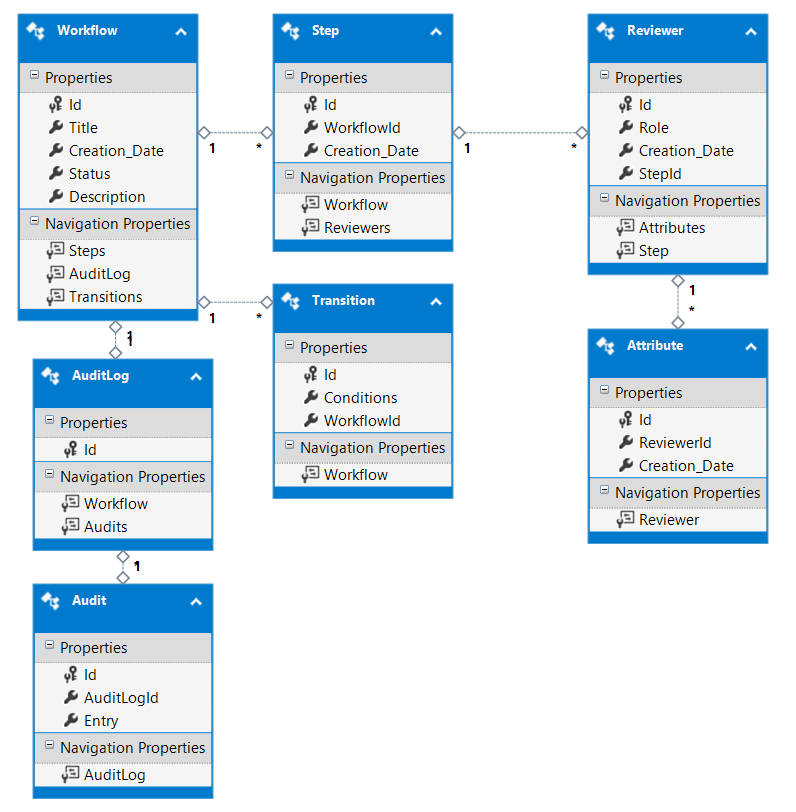 Workflow
Properties
Id
Title
Creation_Date
Status
Description
Navigation Properties
Steps
AuditLog
Transitions
1
*
Step
Properties
Id
WorkflowId
Creation_Date
Navigation Properties
Workflow
Reviewers
1
*
Reviewer
Properties
Id
Role
Creation_Date
StepId
Navigation Properties
Attributes
Step
1
*
Transition
Properties
Id
Conditions
WorkflowId
Navigation Properties
Workflow
1
*
Attribute
Properties
Id
ReviewerId
Creation_Date
Navigation Properties
Reviewer
1
1
AuditLog
Properties
Id
Navigation Properties
Workflow
Audits
1
Audit
Properties
Id
AuditLogId
Entry
Navigation Properties
AuditLog